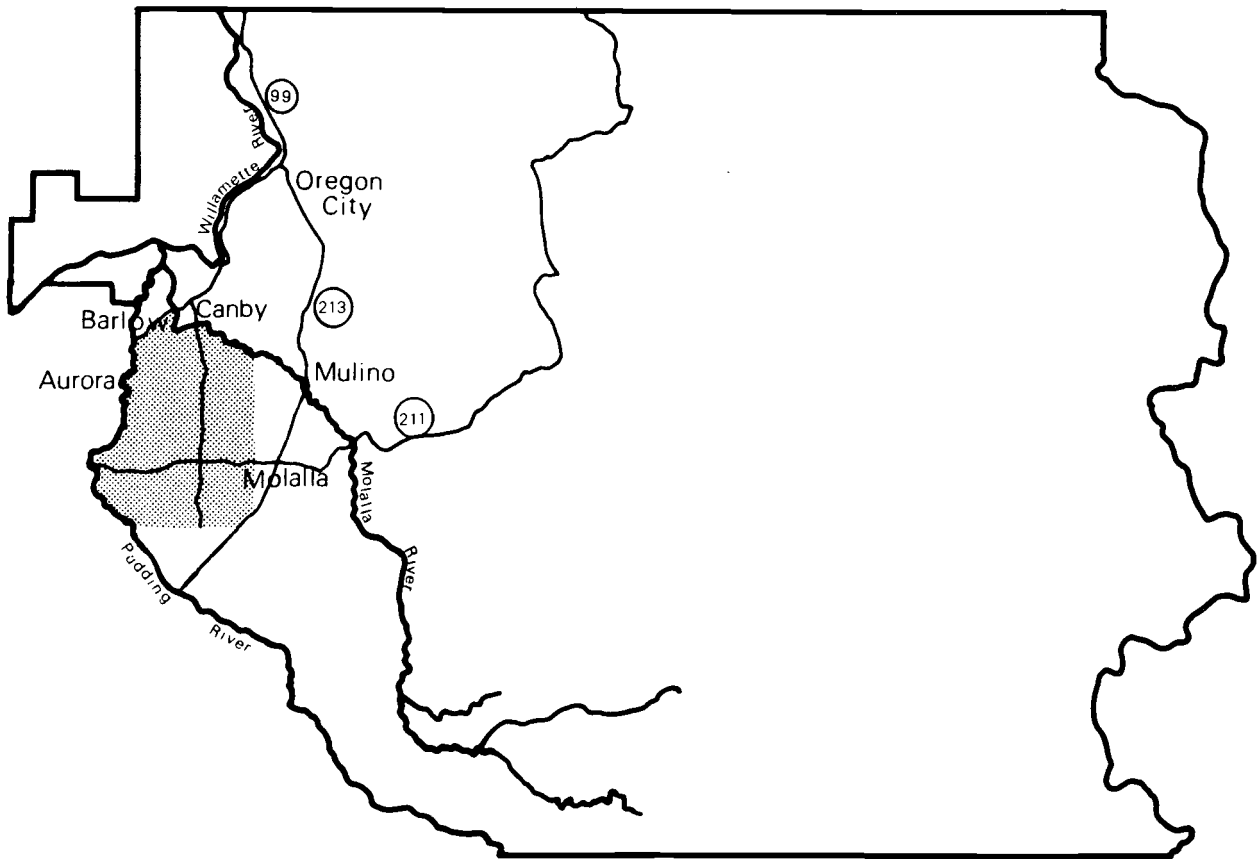 99
Willamette River
Oregon
City
213
Canby
Barlow
Mulino
Aurora
211
Molalla
Molalla River
Pudding River